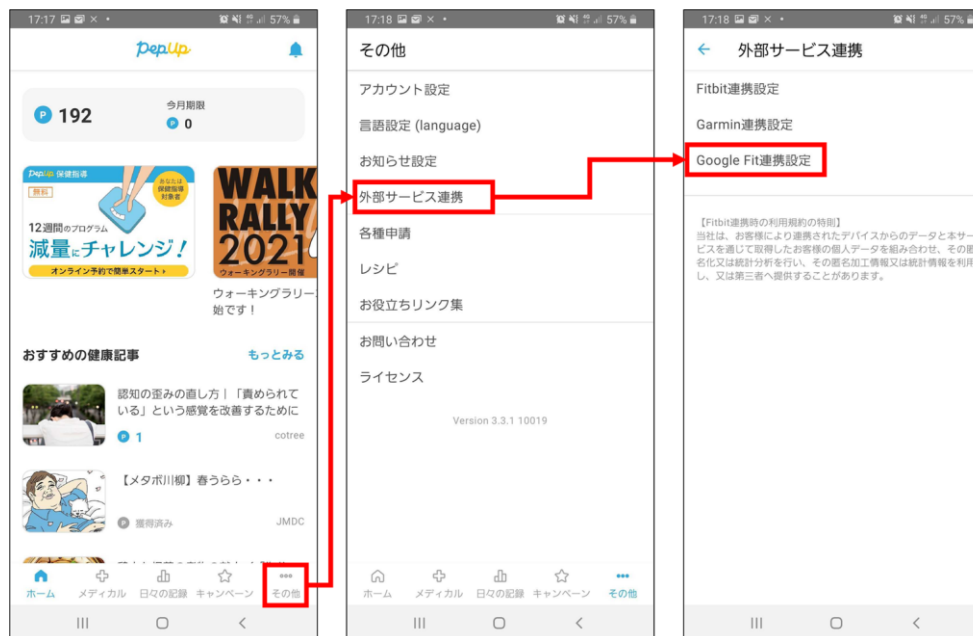 17:17 57%
PepUp
P 192
今月期限
P 0
PepUp 保健指導
無料
あなたは
保健指導
対象者
12週間のプログラム
減量にチャレンジ!
オンライン予約で簡単スタート
WALK
RALLY
2021
ウォーキングラリー開催
ウォーキングラリー
始です!
おすすめの健康記事
もっとみる
認知の歪みの直し方|「責められて
いる」という感覚を改善するために
P 1
cotree
【メタボ川柳】春うらら・・・
P 獲得済み
JMDC
ホーム
メディカル
日々の記録
キャンペーン
その他
17:18 57%
その他
アカウント設定
言語設定 (language)
お知らせ設定
外部サービス連携
各種申請
レシピ
お役立ちリンク集
お問い合わせ
ライセンス
Version 3.3.1 10019
ホーム
メディカル
日々の記録
キャンペーン
その他
17:18 57%
外部サービス連携
Fitbit連携設定
Garmin連携設定
Google Fit連携設定
【Fitbit連携時の利用規約の特則】
当社は、お客様により連携されたデバイスからのデータと本サー
ビスを通じて取得したお客様の個人データを組み合わせ、その匿
名化又は統計分析を行い、その匿名加工情報又は統計情報を利用
し、又は第三者へ提供することがあります。